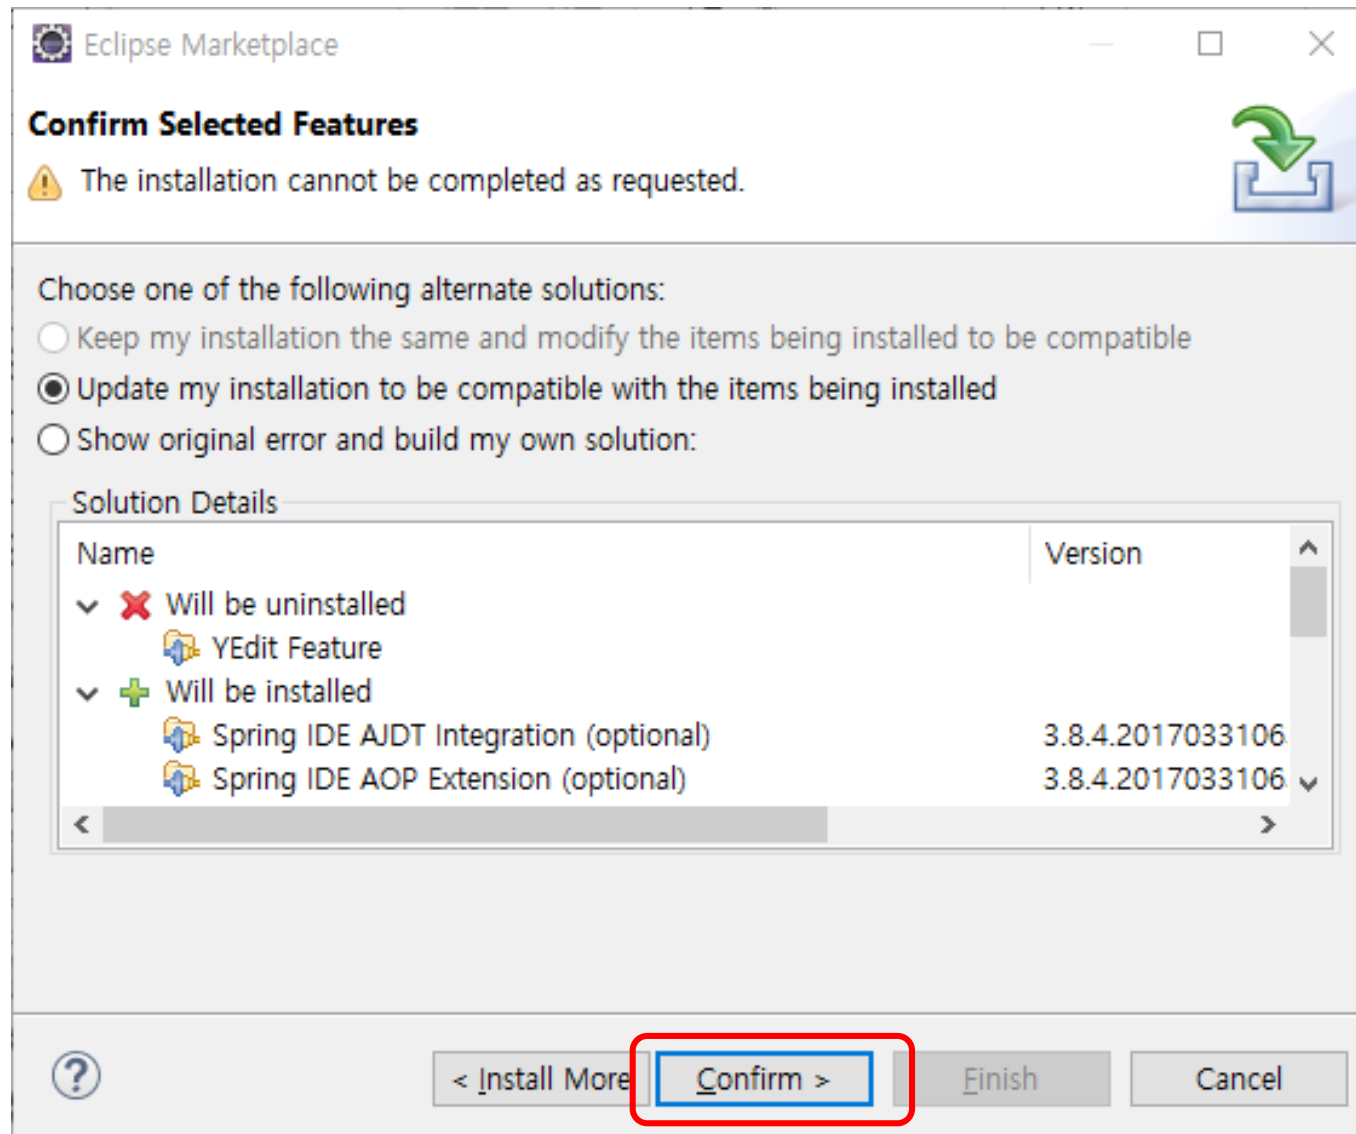 Eclipse Marketplace
Confirm Selected Features
The installation cannot be completed as requested.
Choose one of the following alternate solutions:
Keep my installation the same and modify the items being installed to be compatible
Update my installation to be compatible with the items being installed
Show original error and build my own solution:
Solution Details
Name Version
Will be uninstalled
YEdit Feature
Will be installed
Spring IDE AJDT Integration (optional) 3.8.4.2017033106
Spring IDE AOP Extension (optional) 3.8.4.2017033106
< Install More Confirm > Finish Cancel